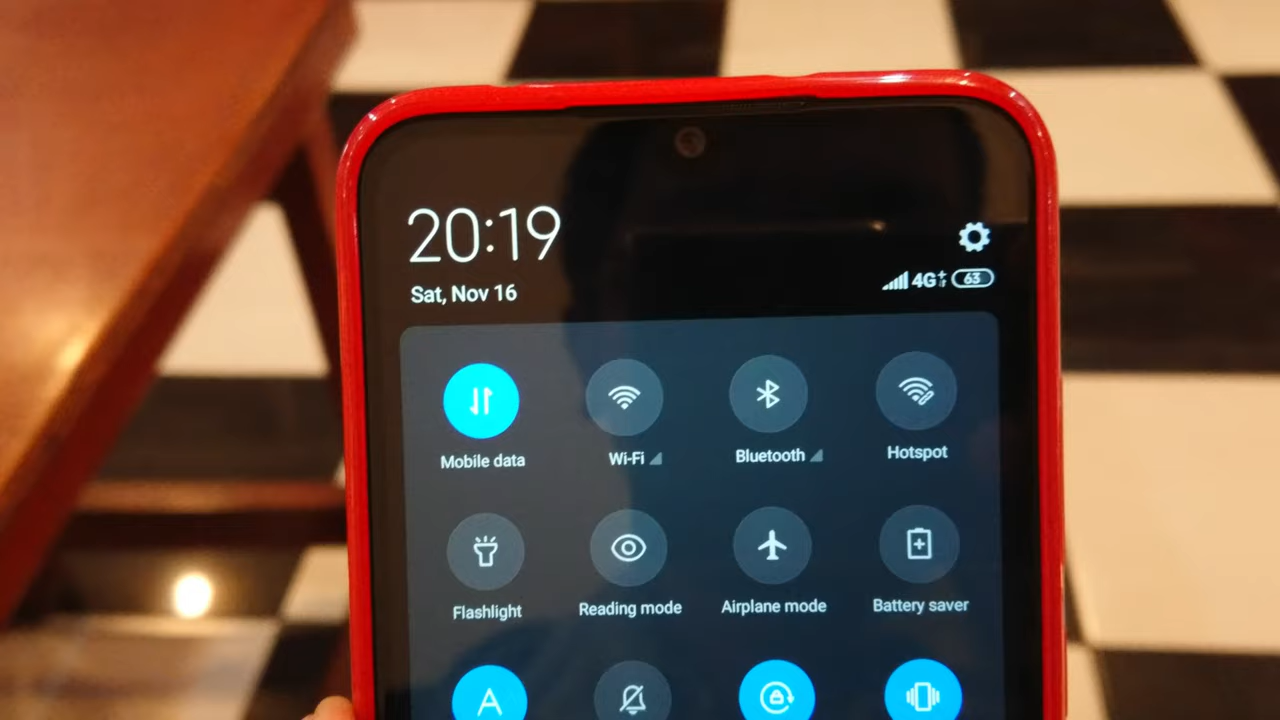 20:19
Sat, Nov 16
4G+ 63
Mobile data Wi-Fi Bluetooth Hotspot
Flashlight Reading mode Airplane mode Battery saver
A